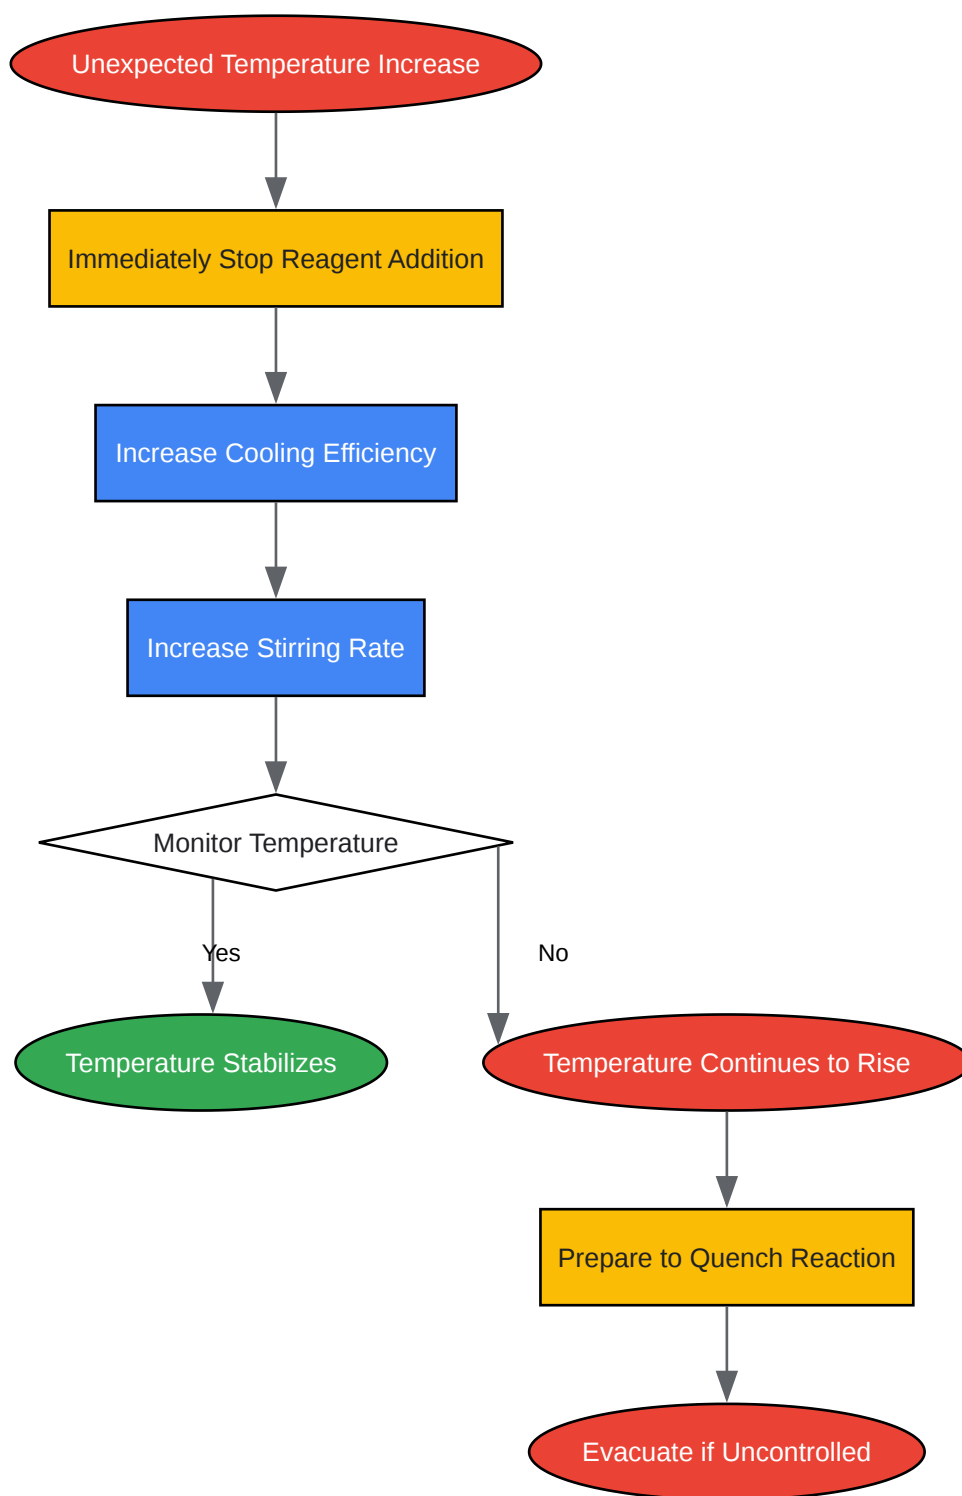 Unexpected Temperature Increase
Immediately Stop Reagent Addition
Increase Cooling Efficiency
Increase Stirring Rate
Monitor Temperature
Yes
No
Temperature Stabilizes
Temperature Continues to Rise
Prepare to Quench Reaction
Evacuate if Uncontrolled